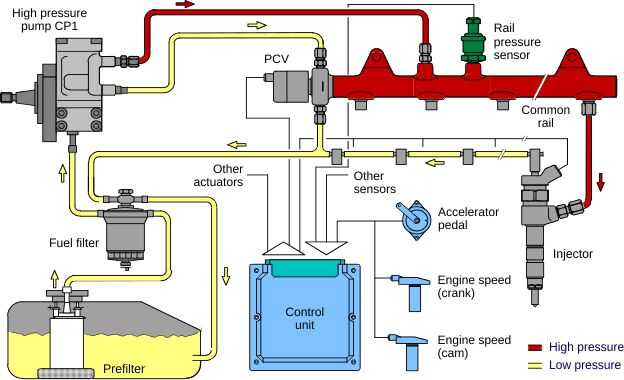 High pressure
pump CP1
PCV
Rail
pressure
sensor
Common
rail
Other
actuators
Other
sensors
Accelerator
pedal
Fuel filter
Injector
Engine speed
(crank)
Control
unit
Engine speed
(cam)
High pressure
Low pressure
Prefilter